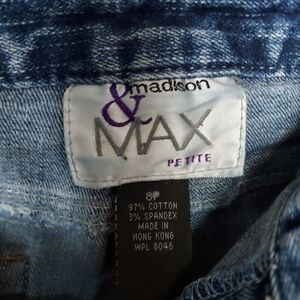 madison
& MAX
PETITE
8P
97% COTTON
3% SPANDEX
MADE IN
HONG KONG
WPL 8046